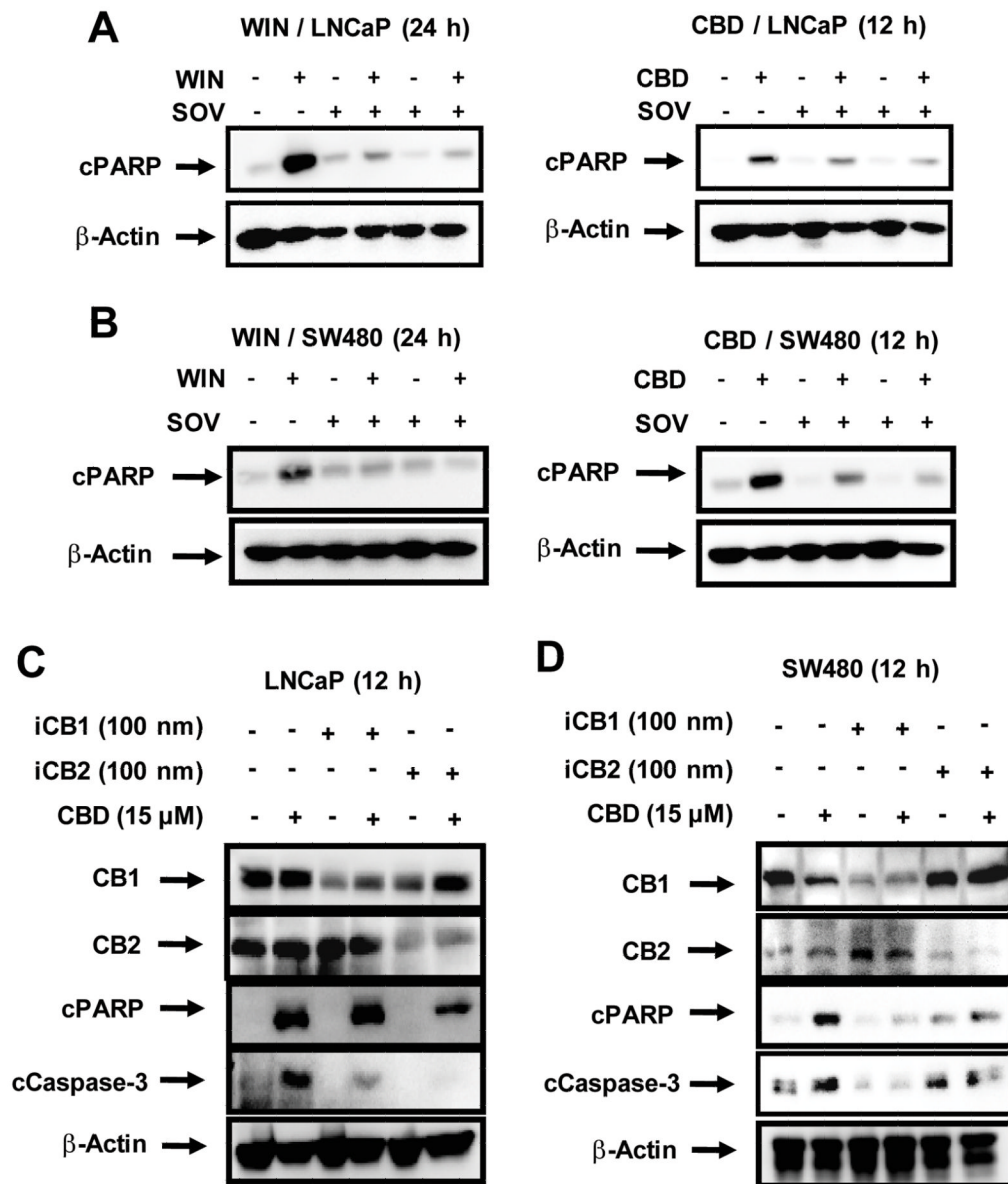 A
WIN / LNCaP (24 h)
WIN - + - + - +
SOV - - + + + +
cPARP
β-Actin
CBD / LNCaP (12 h)
CBD - + - + - +
SOV - - + + + +
cPARP
β-Actin
B
WIN / SW480 (24 h)
WIN - + - + - +
SOV - - + + + +
cPARP
β-Actin
CBD / SW480 (12 h)
CBD - + - + - +
SOV - - + + + +
cPARP
β-Actin
C
LNCaP (12 h)
iCB1 (100 nm) - - + + - -
iCB2 (100 nm) - - - - + +
CBD (15 µM) - + - + - +
CB1
CB2
cPARP
cCaspase-3
β-Actin
D
SW480 (12 h)
iCB1 (100 nm) - - + + - -
iCB2 (100 nm) - - - - + +
CBD (15 µM) - + - + - +
CB1
CB2
cPARP
cCaspase-3
β-Actin